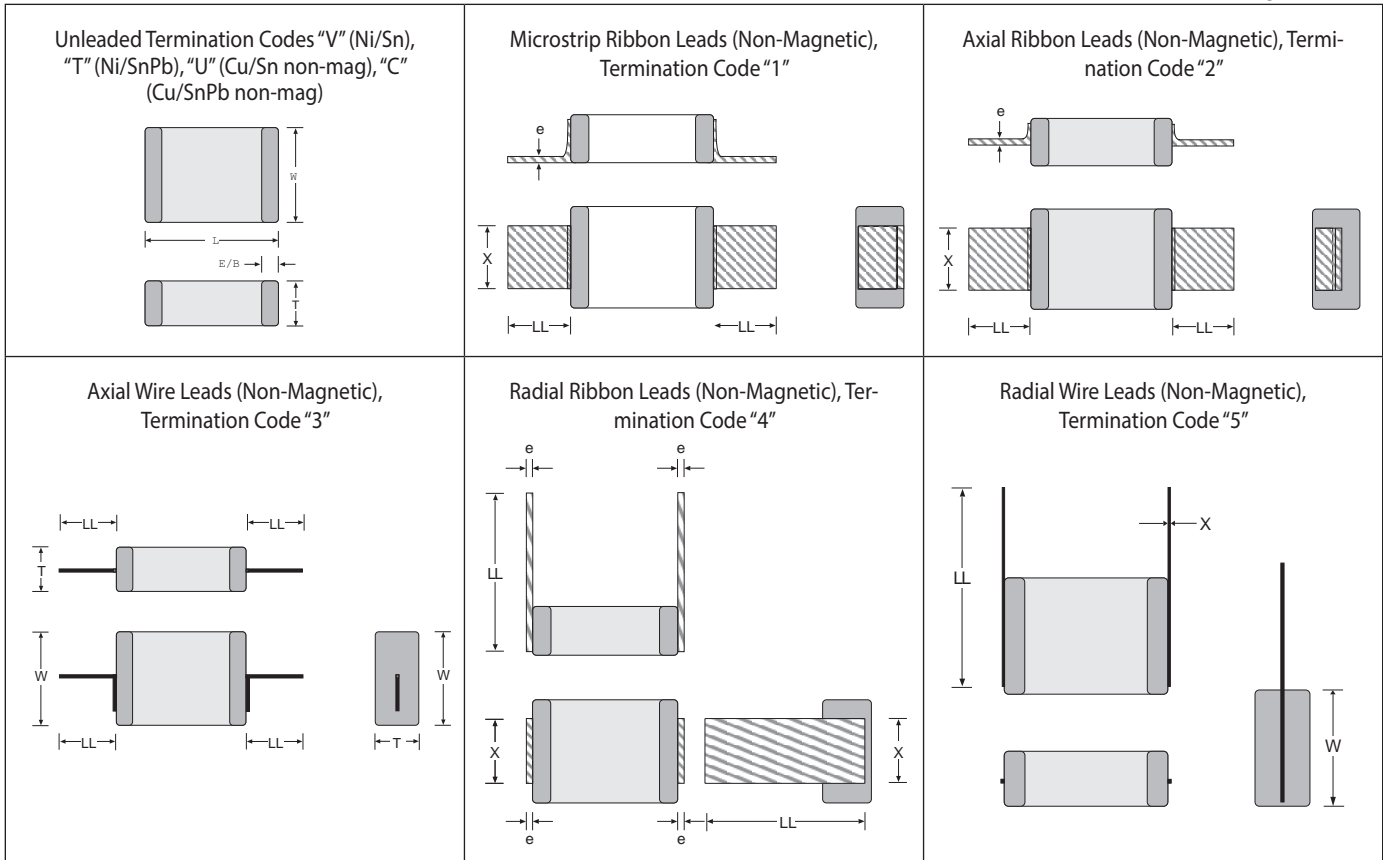 Unleaded Termination Codes “V” (Ni/Sn),
“T” (Ni/SnPb), “U” (Cu/Sn non-mag), “C”
(Cu/SnPb non-mag)
W
L
E/B
T
Microstrip Ribbon Leads (Non-Magnetic),
Termination Code “1”
e
X
LL
LL
Axial Ribbon Leads (Non-Magnetic), Termi-
nation Code “2”
e
X
LL
LL
Axial Wire Leads (Non-Magnetic),
Termination Code “3”
LL
LL
T
W
W
LL
LL
T
Radial Ribbon Leads (Non-Magnetic), Ter-
mination Code “4”
e
e
LL
X
X
LL
e
e
Radial Wire Leads (Non-Magnetic),
Termination Code “5”
X
LL
W